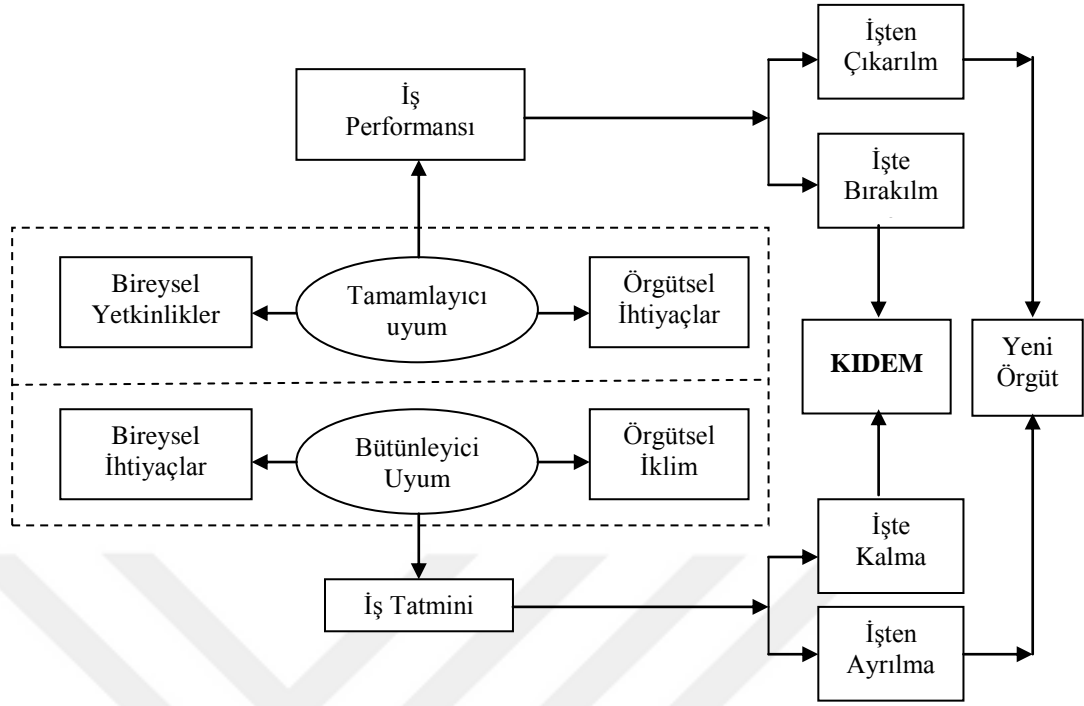 İşten
Çıkarılm
İş
Performansı
İşte
Bırakılm
Bireysel
Yetkinlikler
Tamamlayıcı
uyum
Örgütsel
İhtiyaçlar
KIDEM
Yeni
Örgüt
Bireysel
İhtiyaçlar
Bütünleyici
Uyum
Örgütsel
İklim
İşte
Kalma
İş Tatmini
İşten
Ayrılma